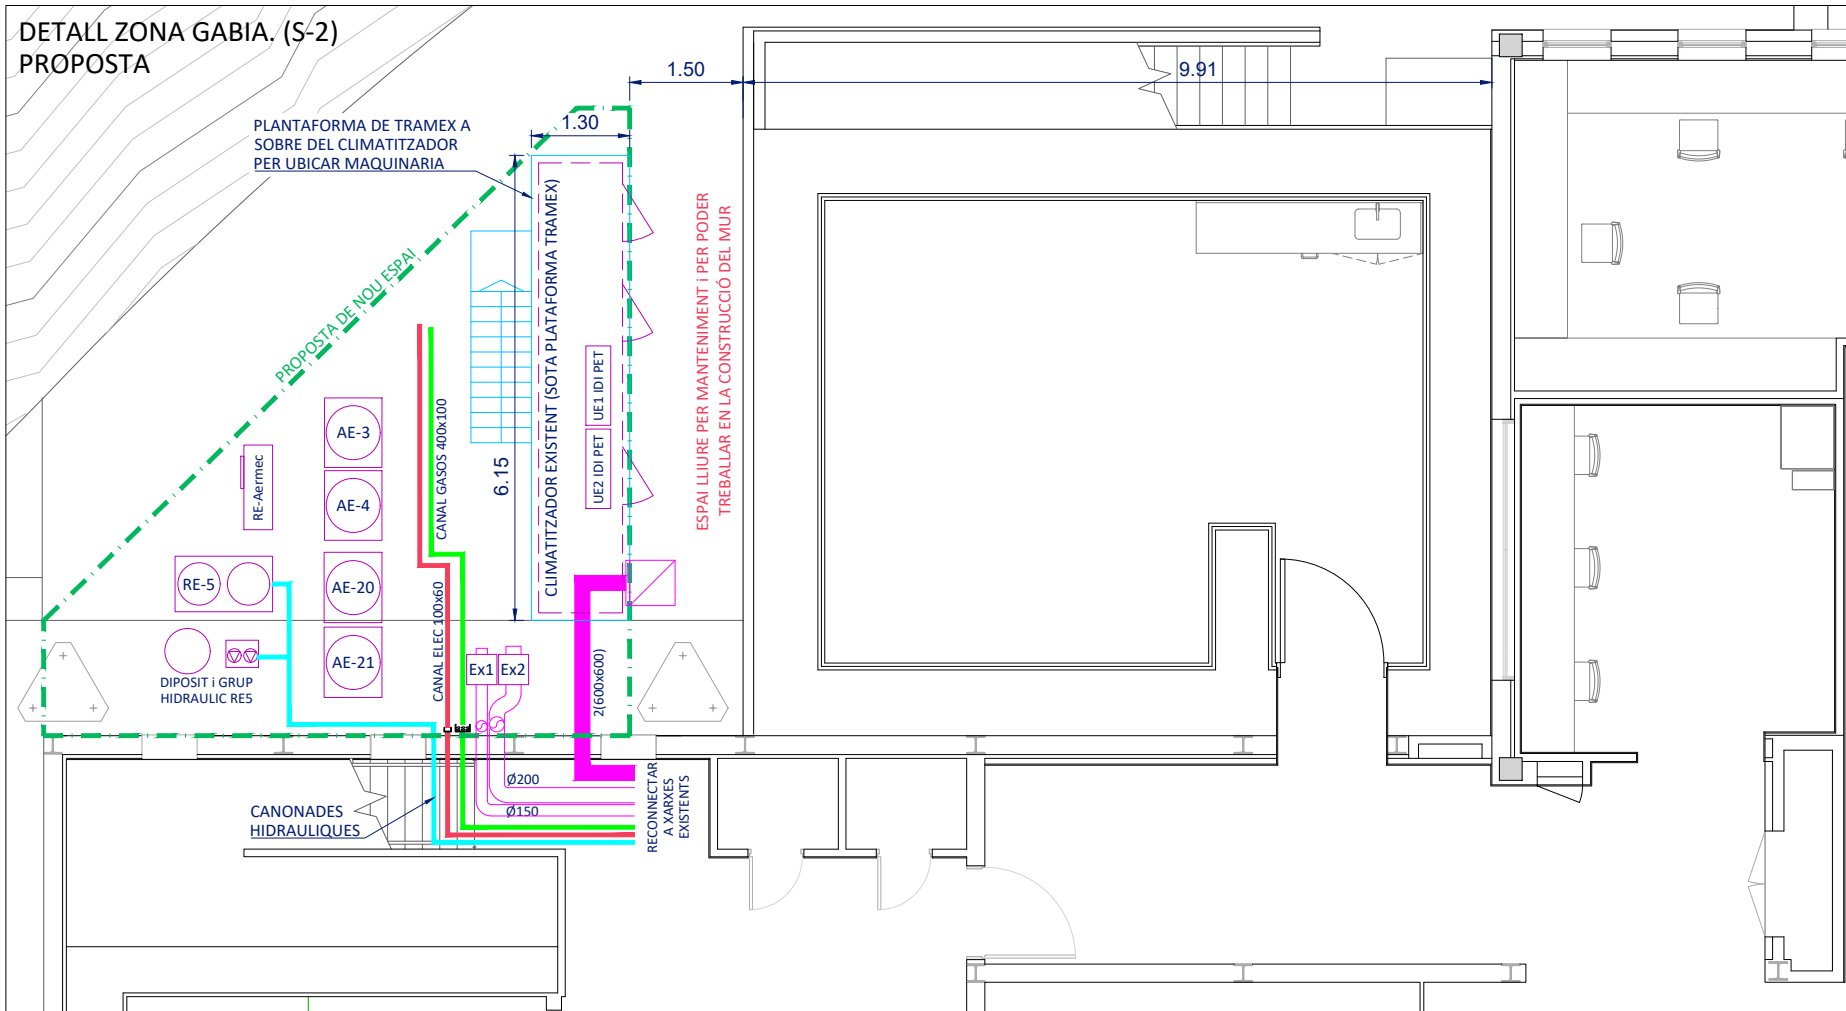 DETALL ZONA GABIA. (S-2)
PROPOSTA
1.50
9.91
PLANTAFORMA DE TRAMEX A
SOBRE DEL CLIMATITZADOR
PER UBICAR MAQUINARIA
1.30
PROPOSTA DE NOU ESPAI
CLIMATITZADOR EXISTENT (SOTA PLATAFORMA TRAMEX)
6.15
UE1 IDI PET
UE2 IDI PET
ESPAI LLIURE PER MANTENIMENT i PER PODER
TREBALLAR EN LA CONSTRUCCIÓ DEL MUR
CANAL GASOS 400x100
CANAL ELEC 100x60
AE-3
AE-4
AE-20
AE-21
RE-Aermec
RE-5
DIPOSIT i GRUP
HIDRAULIC RE5
Ex1
Ex2
2(600x600)
Ø200
Ø150
CANONADES
HIDRAULIQUES
RECONNECTAR
A XARXES
EXISTENTS